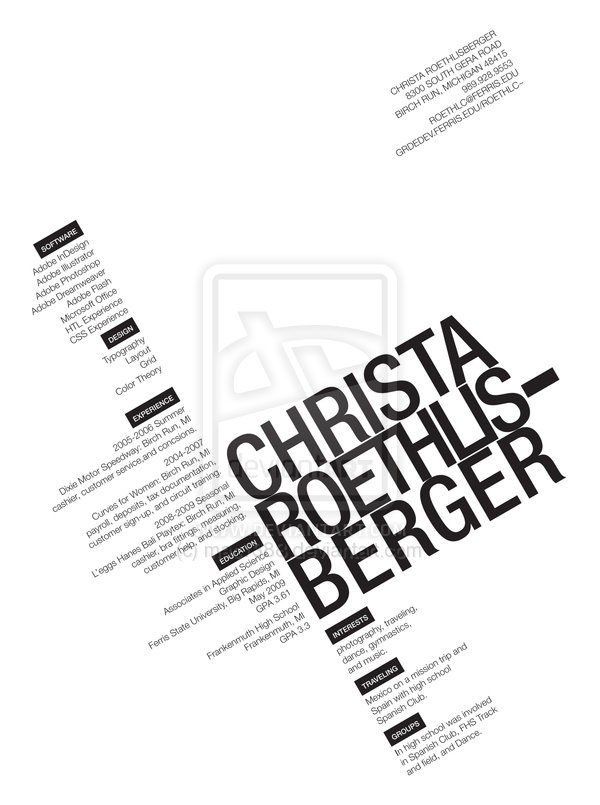 CHRISTA ROETHLISBERGER
8300 SOUTH GERA ROAD
BIRCH RUN, MICHIGAN 48415
989.928.9553
ROETHLC@FERRIS.EDU
GRDEDEV.FERRIS.EDU/ROETHLC~
SOFTWARE
Adobe InDesign
Adobe Illustrator
Adobe Photoshop
Adobe Dreamweaver
Adobe Flash
Microsoft Office
HTL Experience
CSS Experience
DESIGN
Typography
Layout
Grid
Color Theory
EXPERIENCE
2005-2006 Summer
Dixie Motor Speedway: Birch Run, MI
cashier, customer service.and concsions.
2004-2007
Curves for Women: Birch Run, MI
payroll, deposits, tax documentation,
customer sign-up, and circuit training.
2008-2009 Seasonal
L'eggs Hanes Bali Playtex: Birch Run, MI
cashier, bra fittings, measuring,
customer help, and stocking.
EDUCATION
Associates in Applied Science
Graphic Design
Ferris State University, Big Rapids, MI
May 2009
GPA 3.61
Frankenmuth High School
Frankenmuth, MI
GPA 3.3
CHRISTA
ROETHLIS-
BERGER
INTERESTS
photography, traveling,
dance, gymnastics,
and music.
TRAVELING
Mexico on a mission trip and
Spain with high school
Spanish Club.
GROUPS
In high school was involved
in Spanish Club, FHS Track
and field, and Dance.